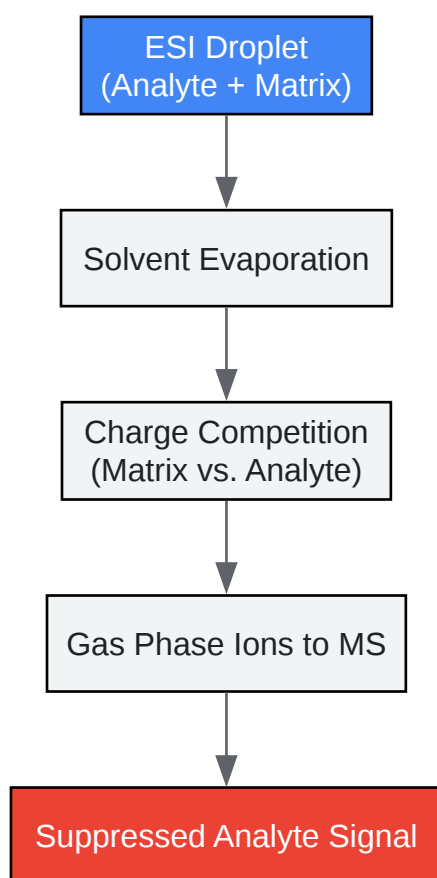 ESI Droplet
(Analyte + Matrix)
Solvent Evaporation
Charge Competition
(Matrix vs. Analyte)
Gas Phase Ions to MS
Suppressed Analyte Signal